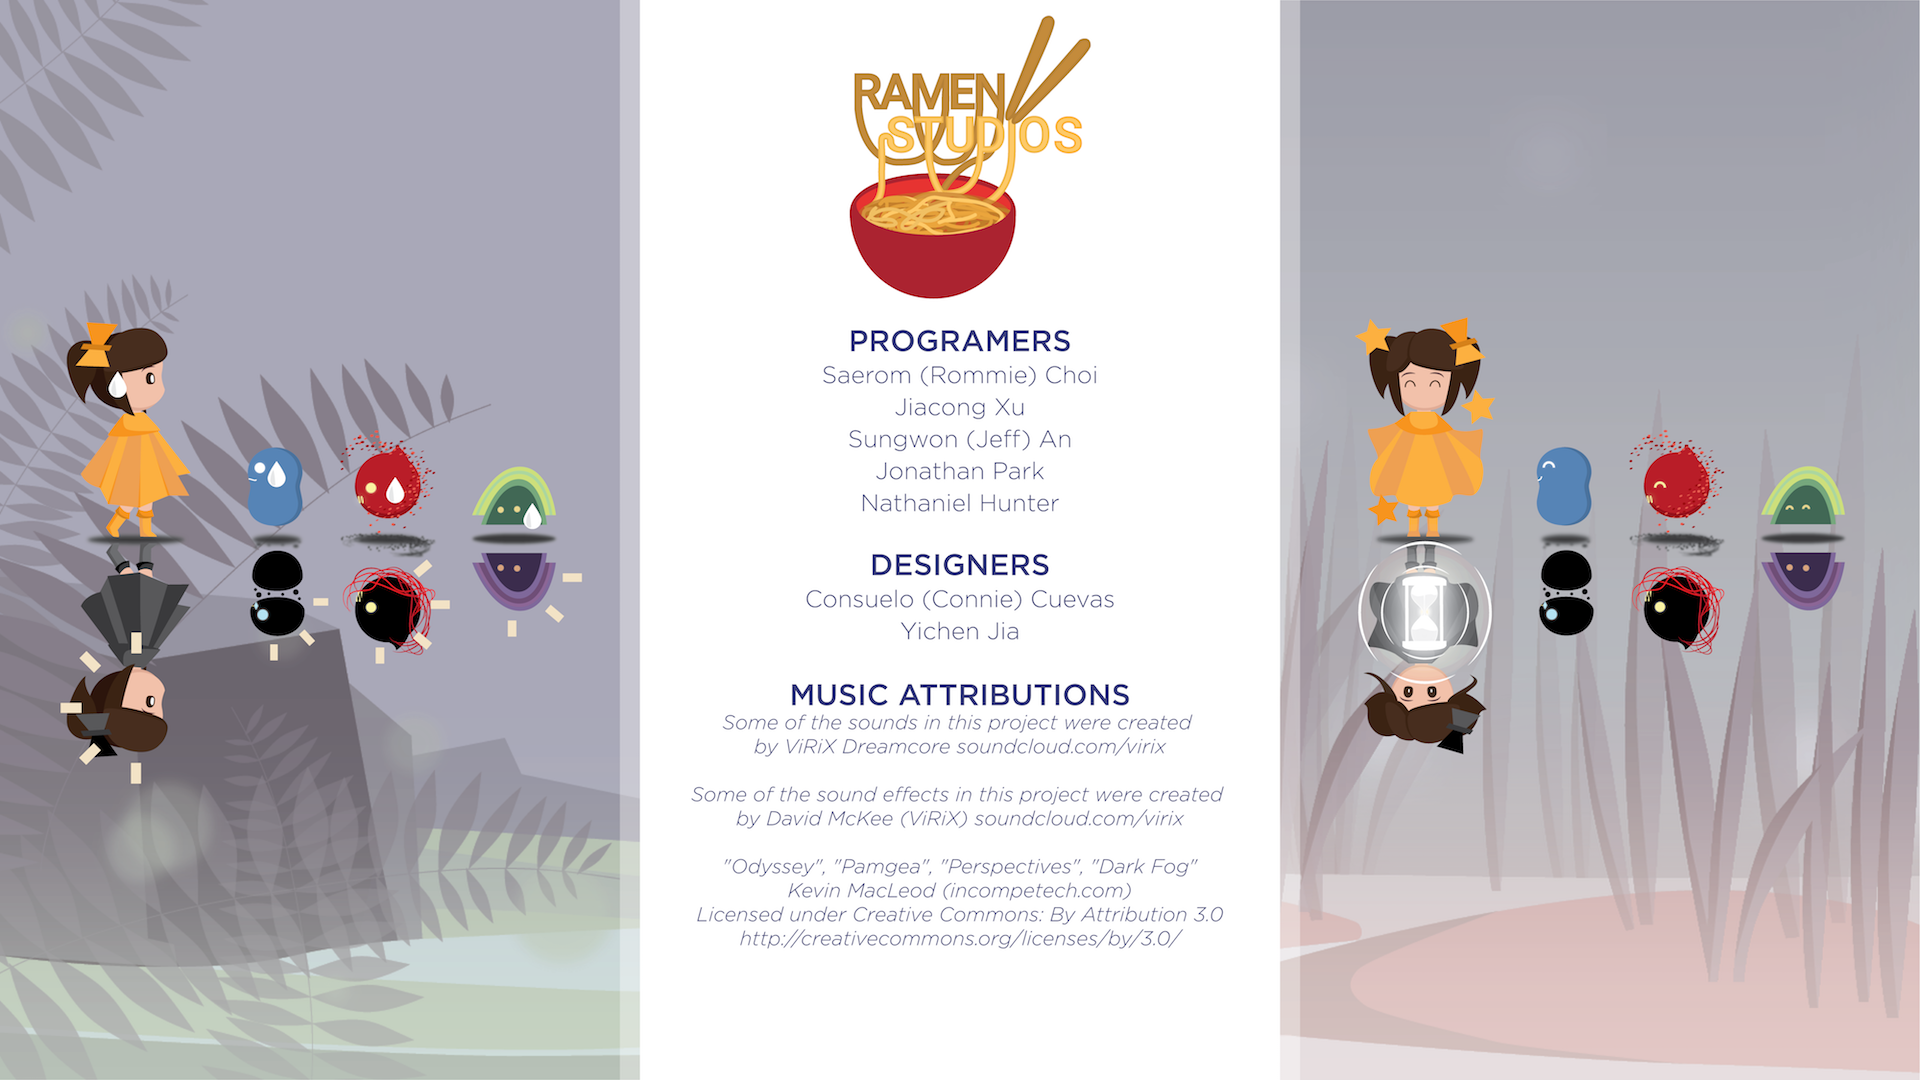 RAMEN
STUDIOS
PROGRAMERS
Saerom (Rommie) Choi
Jiacong Xu
Sungwon (Jeff) An
Jonathan Park
Nathaniel Hunter
DESIGNERS
Consuelo (Connie) Cuevas
Yichen Jia
MUSIC ATTRIBUTIONS
Some of the sounds in this project were created
by ViRiX Dreamcore soundcloud.com/virix
Some of the sound effects in this project were created
by David McKee (ViRiX) soundcloud.com/virix
"Odyssey", "Pamgea", "Perspectives", "Dark Fog"
Kevin MacLeod (incompetech.com)
Licensed under Creative Commons: By Attribution 3.0
http://creativecommons.org/licenses/by/3.0/